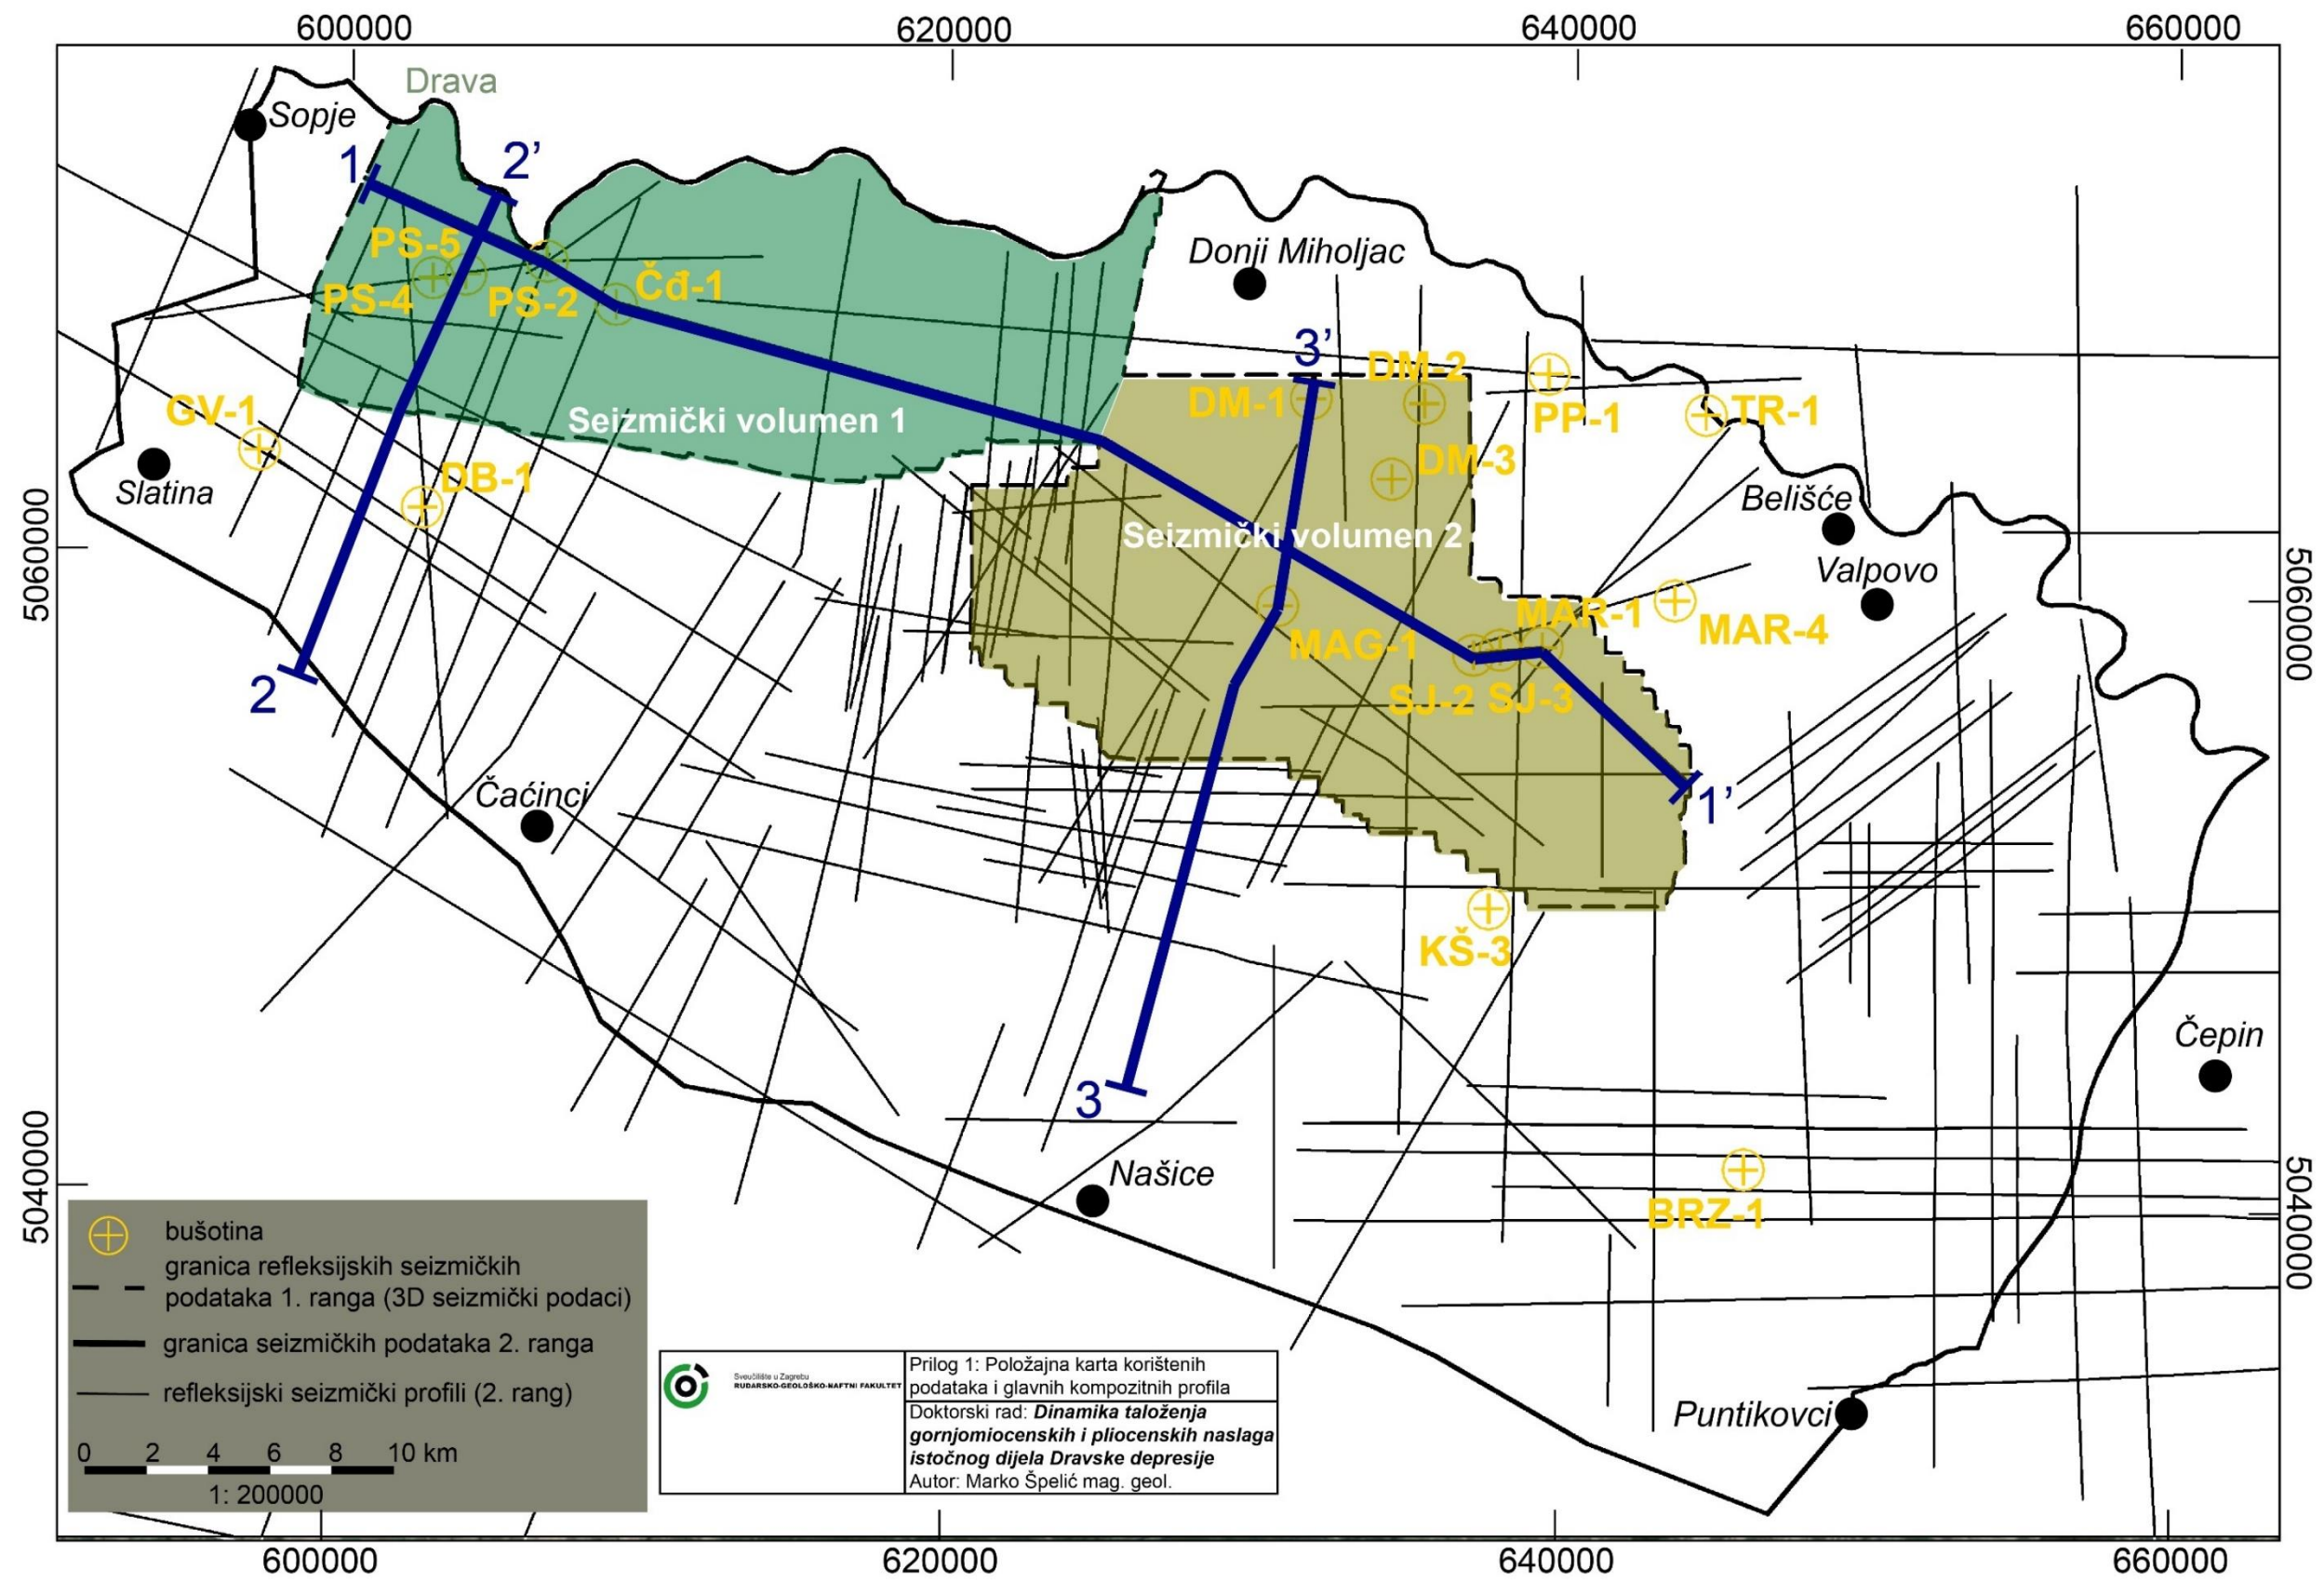 600000
620000
640000
660000
Drava
Sopje
1
2’
PS-5
PS-4
PS-2
Čđ-1
Donji Miholjac
3’
DM-2
DM-1
PP-1
TR-1
GV-1
Seizmički volumen 1
DM-3
DB-1
Slatina
Belišće
Seizmički volumen 2
Valpovo
5060000
5060000
MAR-1
MAR-4
MAG-1
SJ-2
SJ-3
2
Čaćinci
1’
KŠ-3
Čepin
3
Našice
BRZ-1
5040000
5040000
bušotina
granica refleksijskih seizmičkih
podataka 1. ranga (3D seizmički podaci)
granica seizmičkih podataka 2. ranga
refleksijski seizmički profili (2. rang)
0 2 4 6 8 10 km
1: 200000
Sveučilište u Zagrebu
RUDARSKO-GEOLOŠKO-NAFTNI FAKULTET
Prilog 1: Položajna karta korištenih
podataka i glavnih kompozitnih profila
Doktorski rad: Dinamika taloženja
gornjomiocenskih i pliocenskih naslaga
istočnog dijela Dravske depresije
Autor: Marko Špelić mag. geol.
Puntikovci
600000
620000
640000
660000